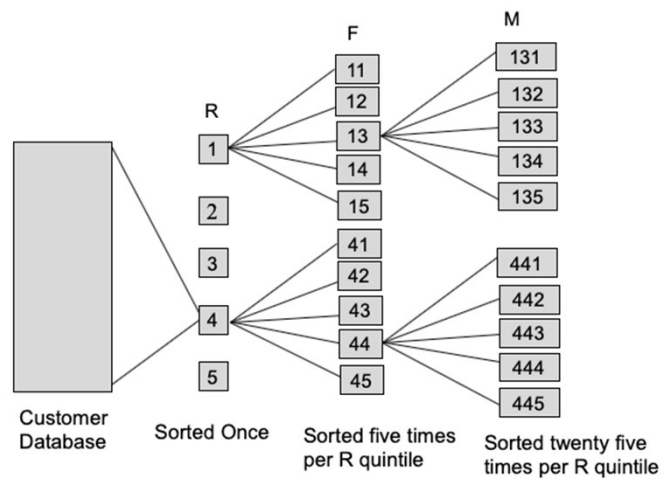 R
F
M
1
2
3
4
5
11
12
13
14
15
41
42
43
44
45
131
132
133
134
135
441
442
443
444
445
Customer
Database
Sorted Once
Sorted five times
per R quintile
Sorted twenty five
times per R quintile